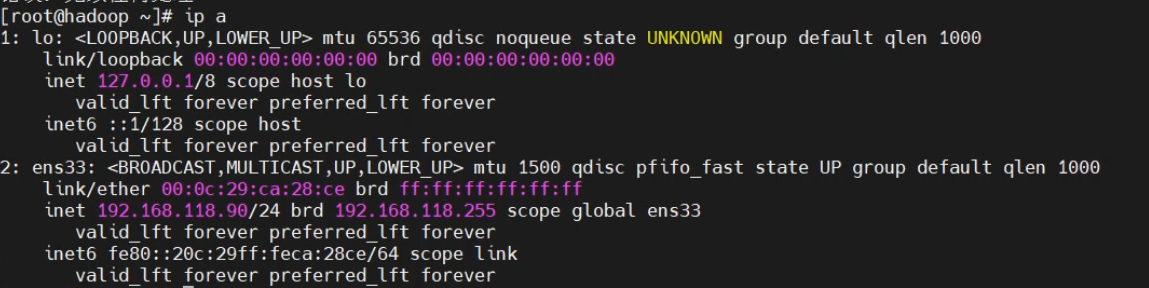 [root@hadoop ~]# ip a
1: lo: <LOOPBACK,UP,LOWER_UP> mtu 65536 qdisc noqueue state UNKNOWN group default qlen 1000
link/loopback 00:00:00:00:00:00 brd 00:00:00:00:00:00
inet 127.0.0.1/8 scope host lo
valid_lft forever preferred_lft forever
inet6 ::1/128 scope host
valid_lft forever preferred_lft forever
2: ens33: <BROADCAST,MULTICAST,UP,LOWER_UP> mtu 1500 qdisc pfifo_fast state UP group default qlen 1000
link/ether 00:0c:29:ca:28:ce brd ff:ff:ff:ff:ff:ff
inet 192.168.118.90/24 brd 192.168.118.255 scope global ens33
valid_lft forever preferred_lft forever
inet6 fe80::20c:29ff:feca:28ce/64 scope link
valid_lft forever preferred_lft forever